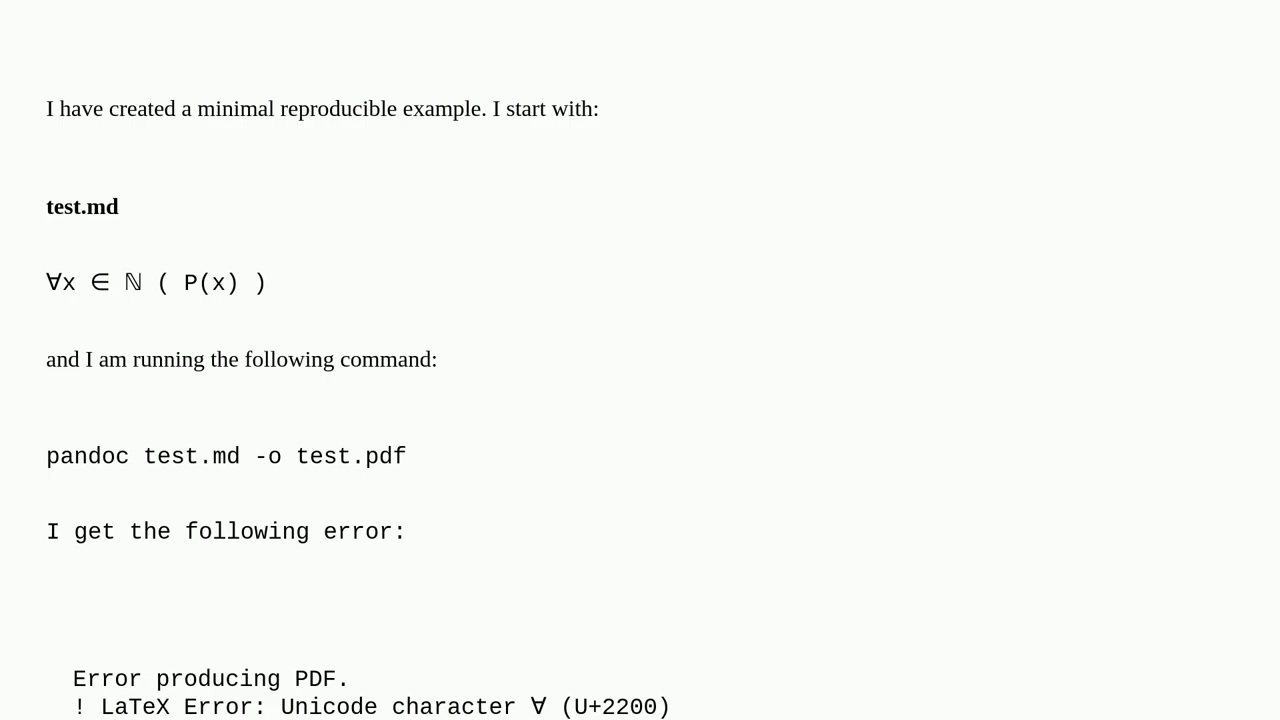 I have created a minimal reproducible example. I start with:
test.md
∀x ∈ ℕ ( P(x) )
and I am running the following command:
pandoc test.md -o test.pdf
I get the following error:
Error producing PDF.
! LaTeX Error: Unicode character ∀ (U+2200)